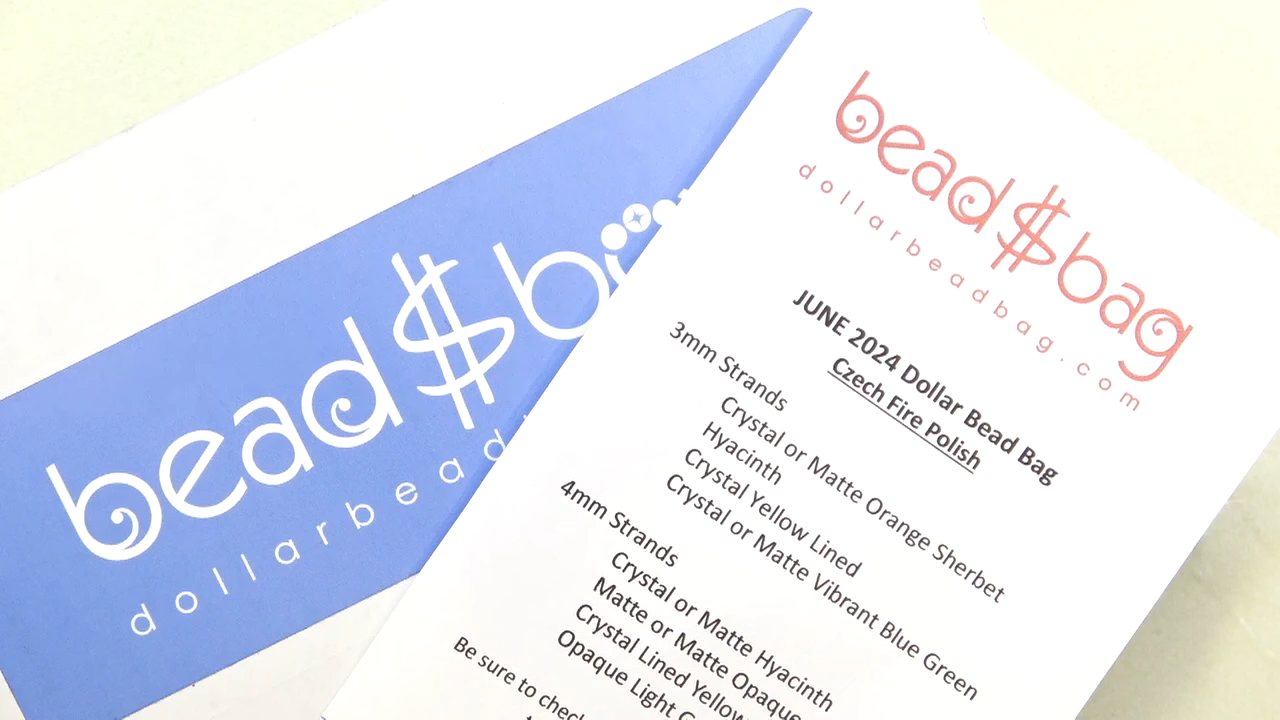 bead$b
dollarbead
bead$bag
dollarbeadbag.com
JUNE 2024 Dollar Bead Bag
Czech Fire Polish
3mm Strands
Crystal or Matte Orange Sherbet
Hyacinth
Crystal Yellow Lined
Crystal or Matte Vibrant Blue Green
4mm Strands
Crystal or Matte Hyacinth
Matte or Matte Opaque
Crystal Lined Yellow
Opaque Light
Be sure to check